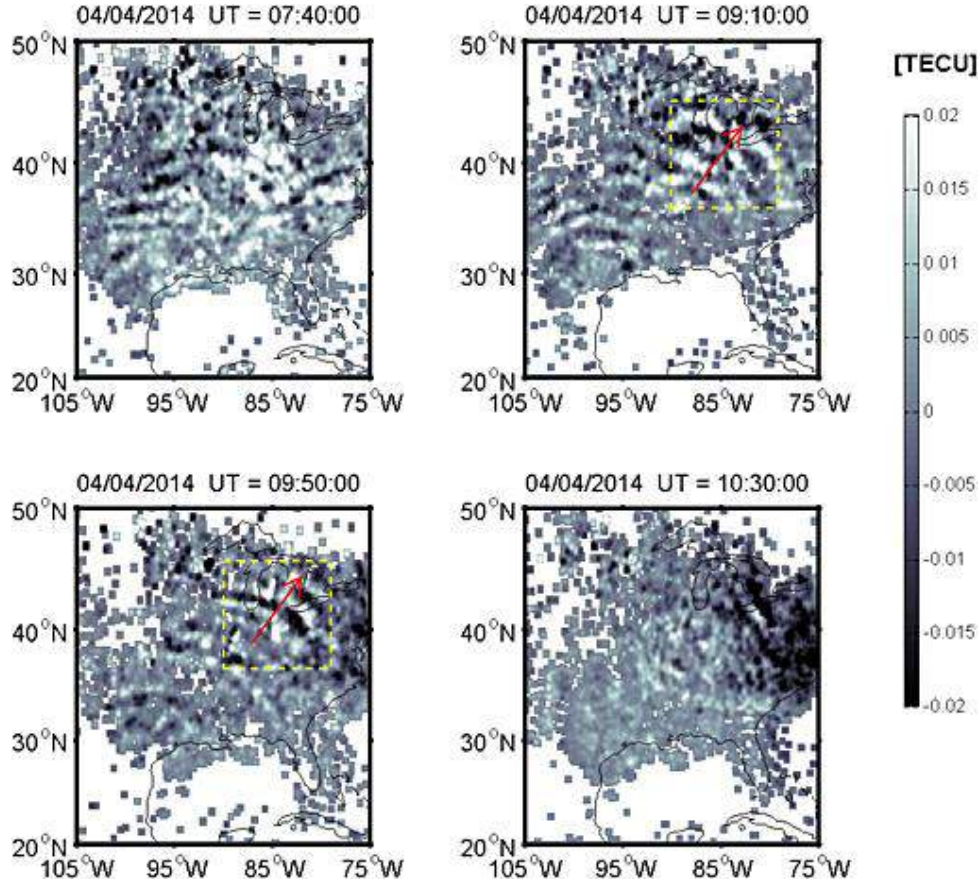 04/04/2014 UT = 07:40:00
50°N
40°N
30°N
20°N
105°W 95°W 85°W 75°W
04/04/2014 UT = 09:10:00
50°N
40°N
30°N
20°N
105°W 95°W 85°W 75°W
[TECU]
0.02
0.015
0.01
0.005
0
-0.005
-0.01
-0.015
-0.02
04/04/2014 UT = 09:50:00
50°N
40°N
30°N
20°N
105°W 95°W 85°W 75°W
04/04/2014 UT = 10:30:00
50°N
40°N
30°N
20°N
105°W 95°W 85°W 75°W